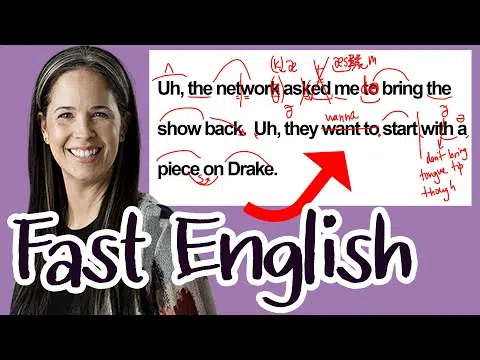 ʌ (k)æ æsk m
Uh, the network asked me to bring the
ə
wanna ə
show back. Uh, they want to start with a
don't bring
piece on Drake.
tongue tip
though
Fast English